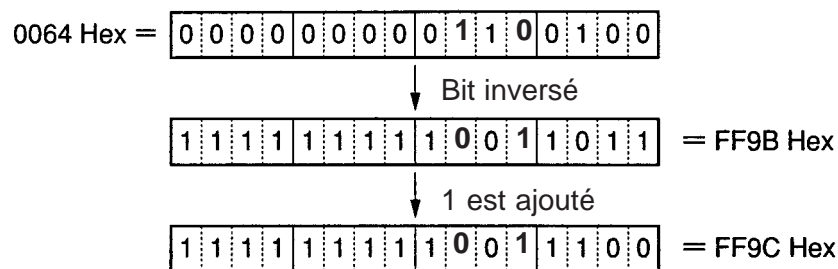 0064 Hex = 0 0 0 0 0 0 0 0 0 1 1 0 0 1 0 0
Bit inversé
1 1 1 1 1 1 1 1 1 0 0 1 1 0 1 1 = FF9B Hex
1 est ajouté
1 1 1 1 1 1 1 1 1 0 0 1 1 1 0 0 = FF9C Hex